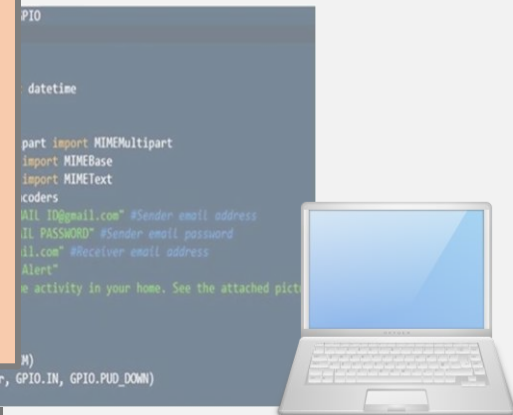 PIO
datetime
part import MIMEMultipart
import MIMEBase
import MIMEText
coders
AIL ID@gmail.com" #Sender email address
IL PASSWORD" #Sender email password
il.com" #Receiver email address
Alert"
e activity in your home. See the attached pict
M)
r, GPIO.IN, GPIO.PUD_DOWN)